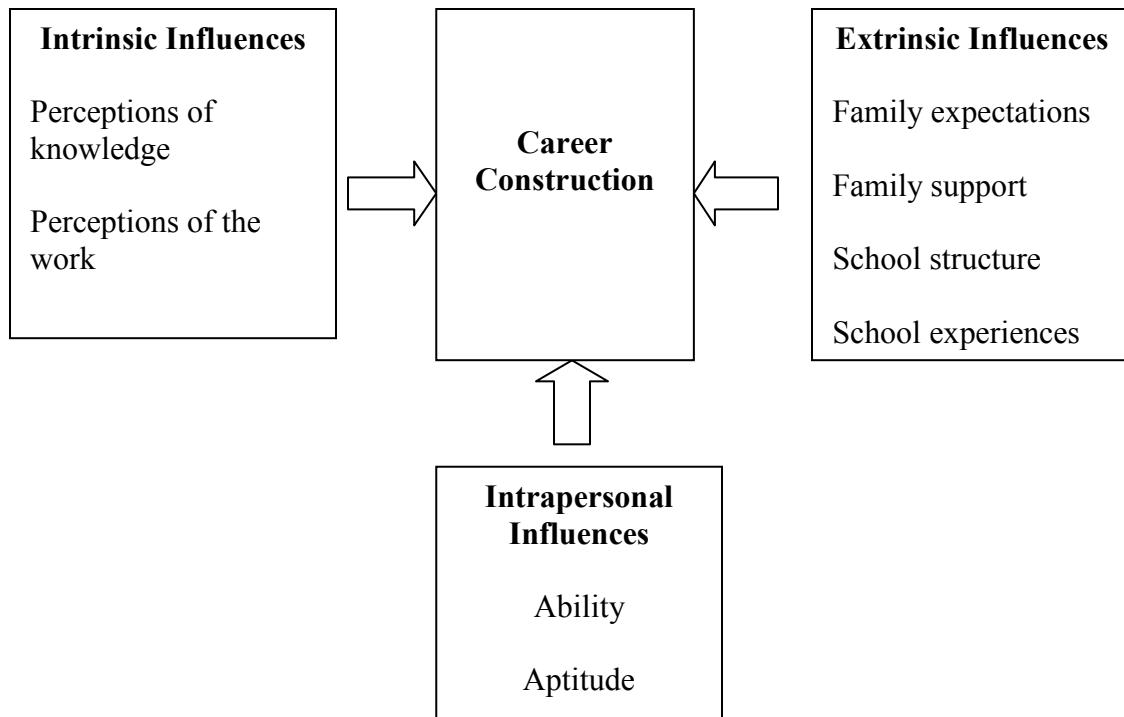 Intrinsic Influences
Perceptions of
knowledge
Perceptions of the
work
Career
Construction
Extrinsic Influences
Family expectations
Family support
School structure
School experiences
Intrapersonal
Influences
Ability
Aptitude